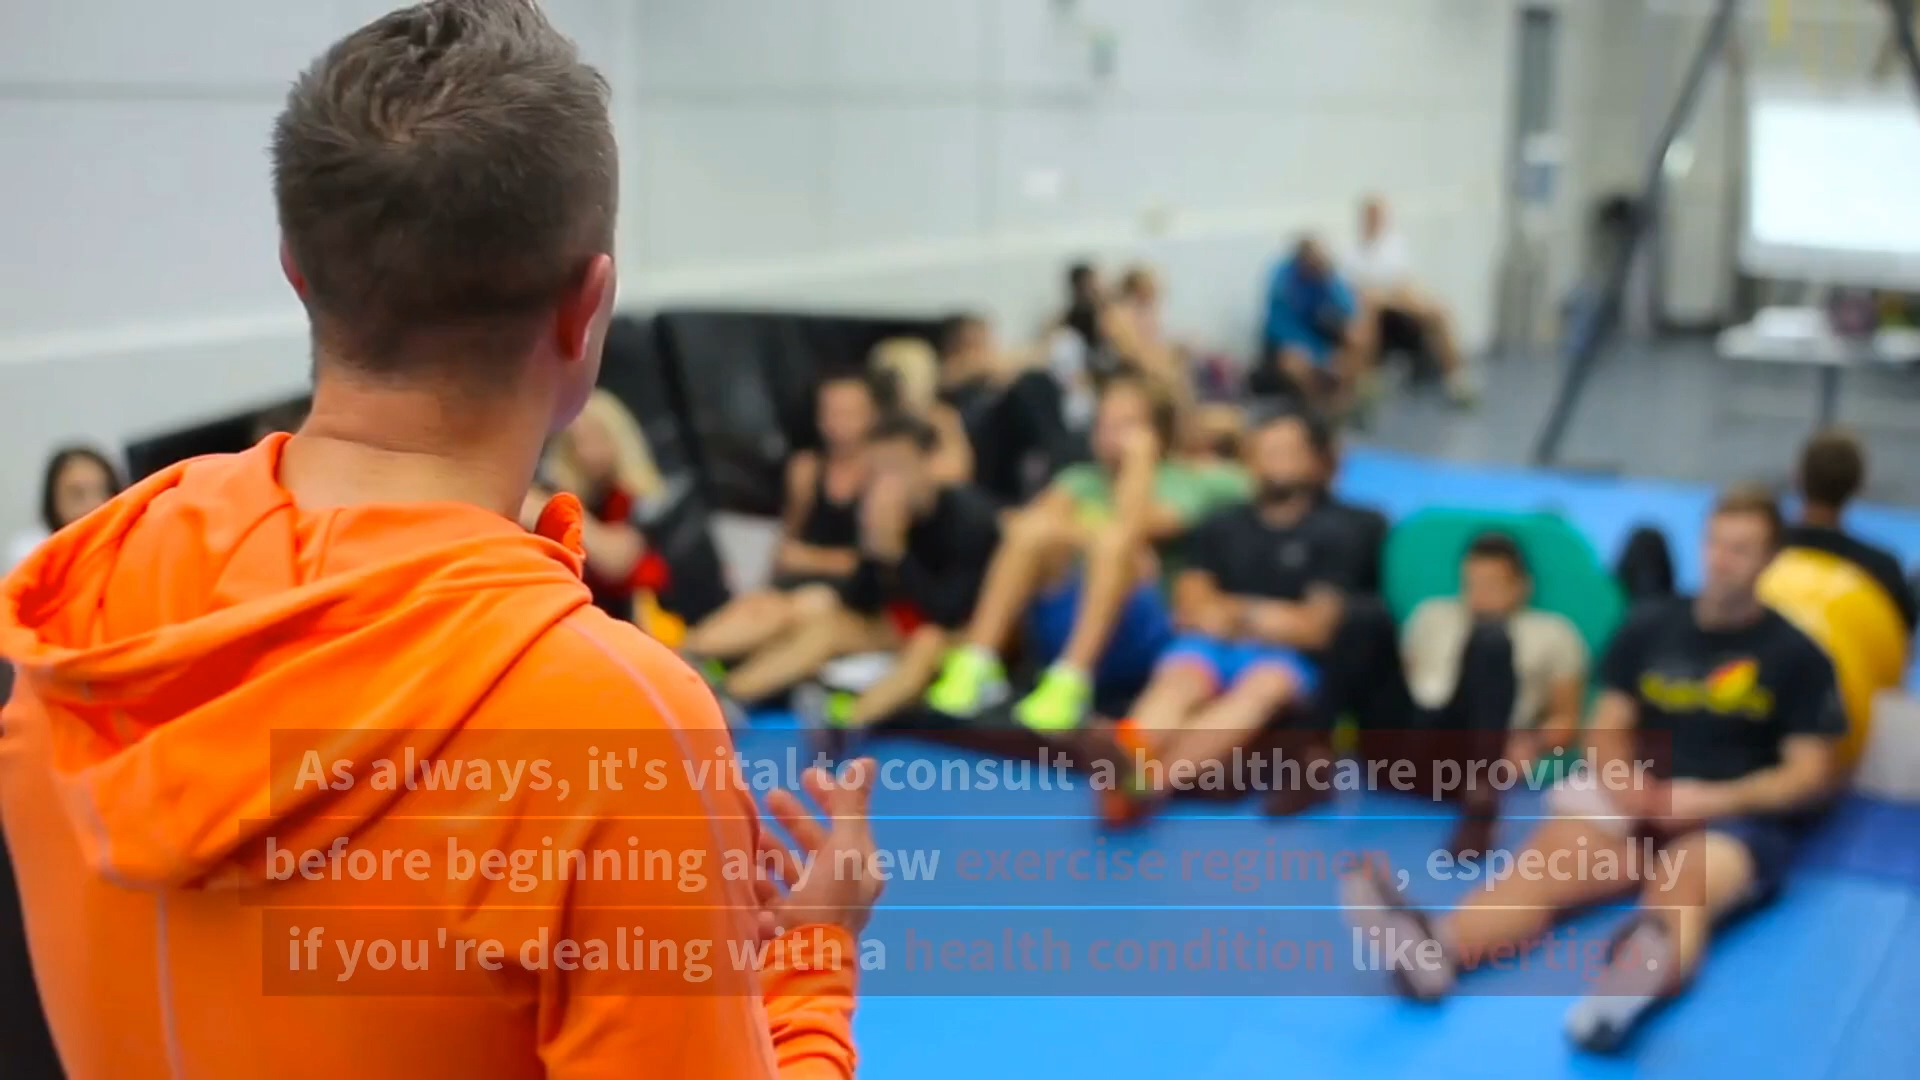 As always, it's vital to consult a healthcare provider
before beginning any new exercise regimen, especially
if you're dealing with a health condition like vertigo.